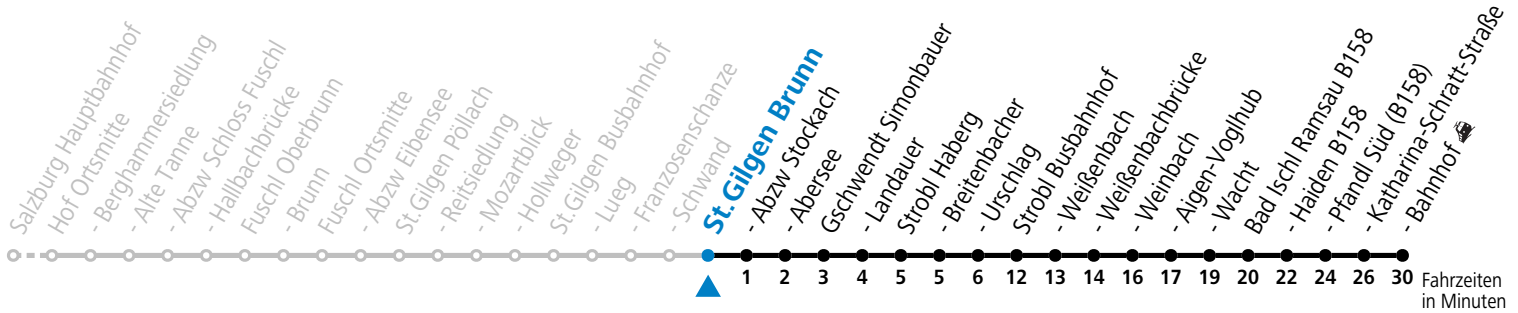 Salzburg Hauptbahnhof
Hof Ortsmitte
- Berghammersiedlung
- Alte Tanne
- Abzw Schloss Fuschl
- Hallbachbrücke
Fuschl Oberbrunn
- Brunn
Fuschl Ortsmitte
- Abzw Eibensee
St.Gilgen Pöllach
- Reitsiedlung
- Mozartblick
- Hollweger
St.Gilgen Busbahnhof
- Lueg
- Franzosenschanze
- Schwand
St.Gilgen Brunn
- Abzw Stockach
- Abersee
Gschwendt Simonbauer
- Landauer
Strobl Haberg
- Breitenbacher
- Urschlag
Strobl Busbahnhof
- Weißenbach
- Weißenbachbrücke
- Weinbach
- Aigen-Voglhub
- Wacht
Bad Ischl Ramsau B158
- Haiden B158
- Pfandl Süd (B158)
- Katharina-Schratt-Straße
- Bahnhof
1 2 3 4 5 5 6 12 13 14 16 17 19 20 22 24 26 30 Fahrzeiten
in Minuten